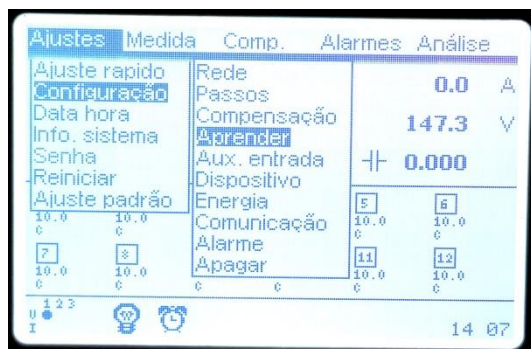 Ajustes Medida Comp. Alarmes Análise
Ajuste rapido
Configuração
Data hora
Info. sistema
Senha
Reiniciar
Ajuste padrão
Rede
Passos
Compensação
Aprender
Aux. entrada
Dispositivo
Energia
Comunicação
Alarme
Apagar
0.0 A
147.3 V
0.000
5 6
10.0 10.0 10.0 10.0
C C C C
7 8 11 12
10.0 10.0 10.0 10.0
C C C C C C
1 2 3
U
I
14 07